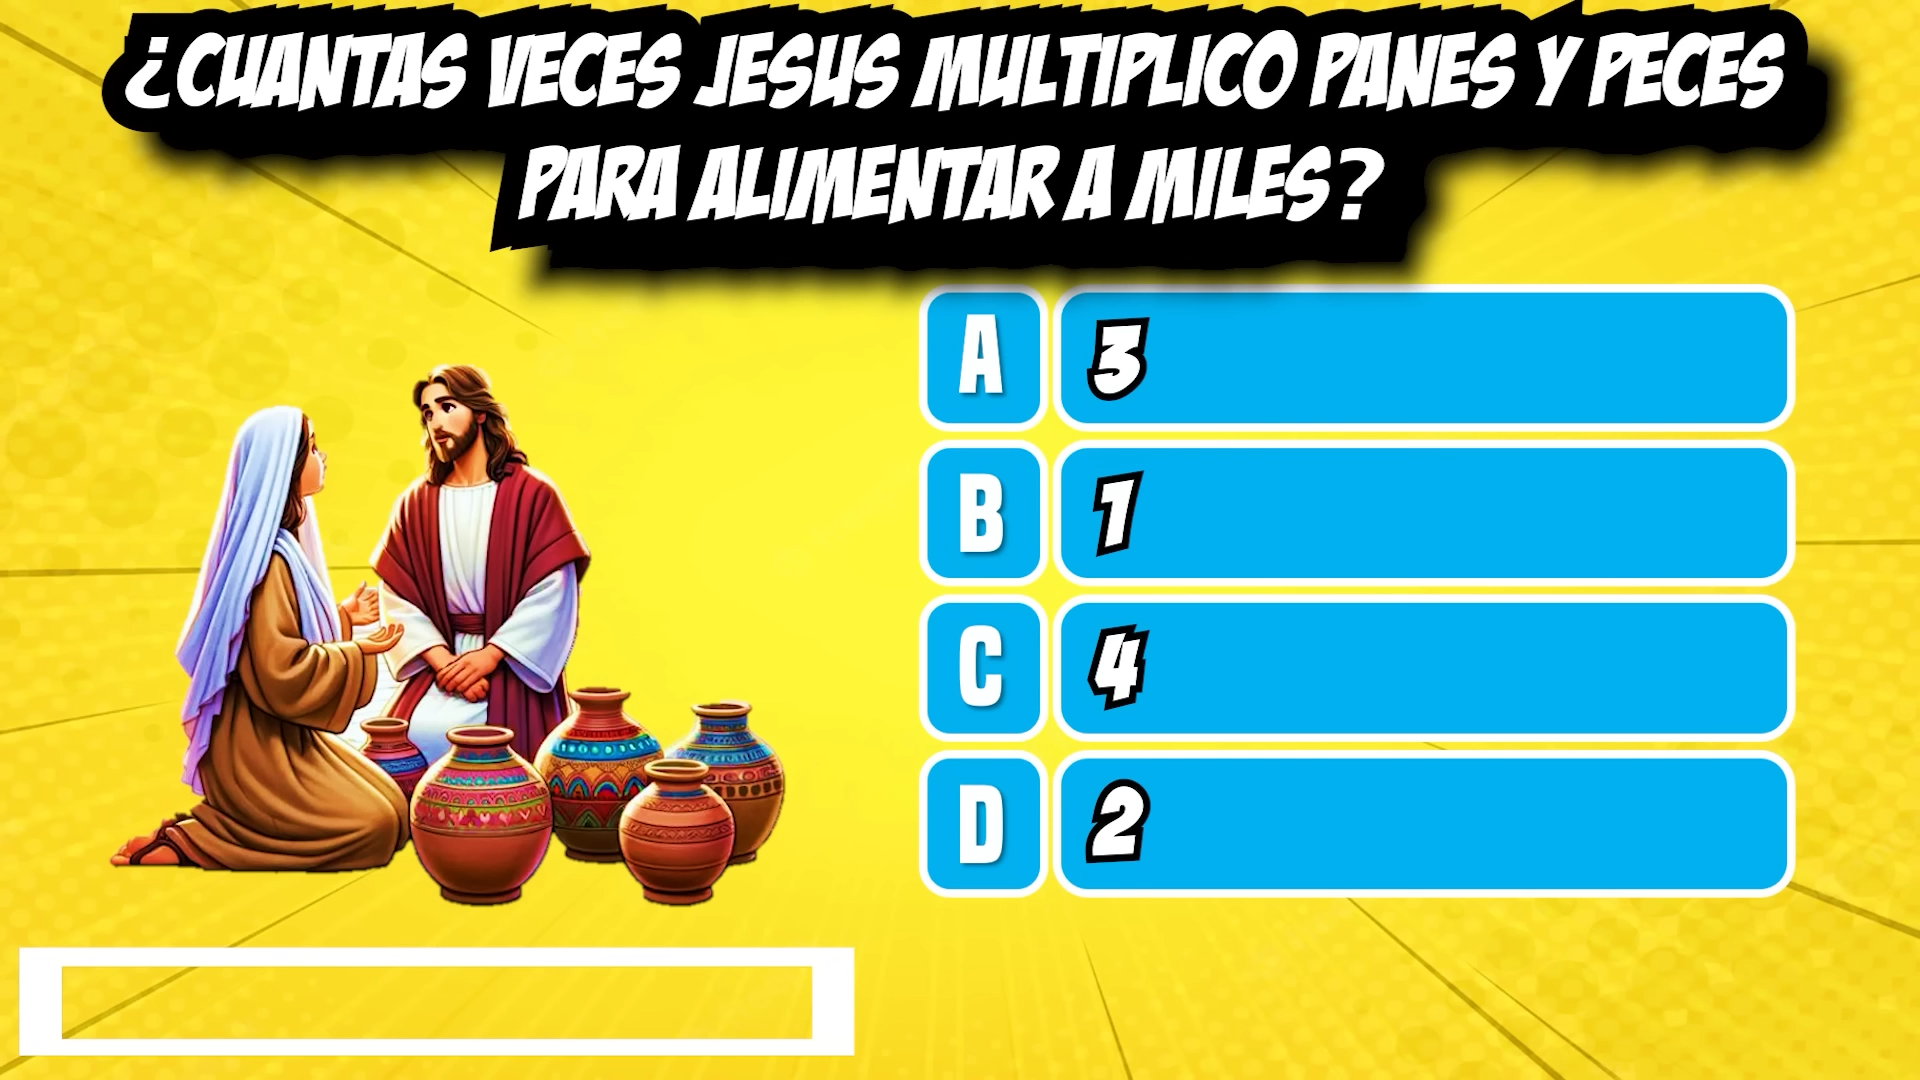 ¿CUANTAS VECES JESUS MULTIPLICO PANES Y PECES
PARA ALIMENTAR A MILES?
A 3
B 1
C 4
D 2